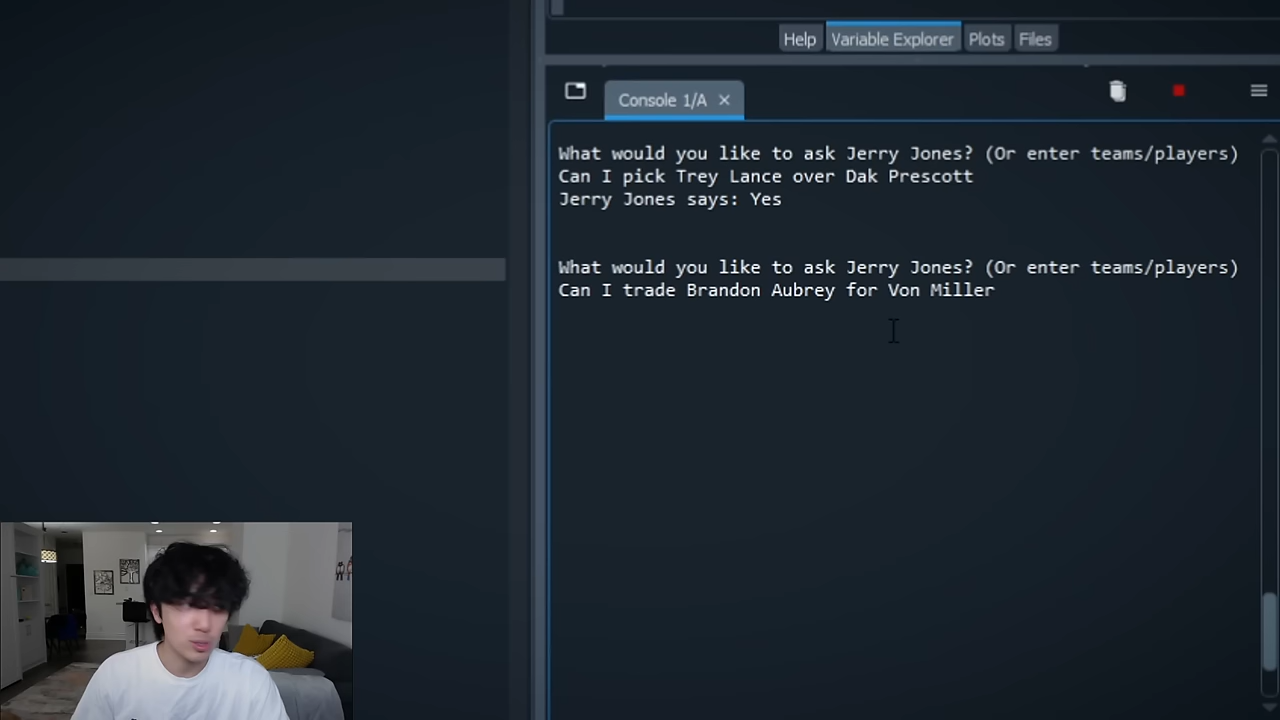 Help
Variable Explorer
Plots
Files
Console 1/A
What would you like to ask Jerry Jones? (Or enter teams/players)
Can I pick Trey Lance over Dak Prescott
Jerry Jones says: Yes
What would you like to ask Jerry Jones? (Or enter teams/players)
Can I trade Brandon Aubrey for Von Miller